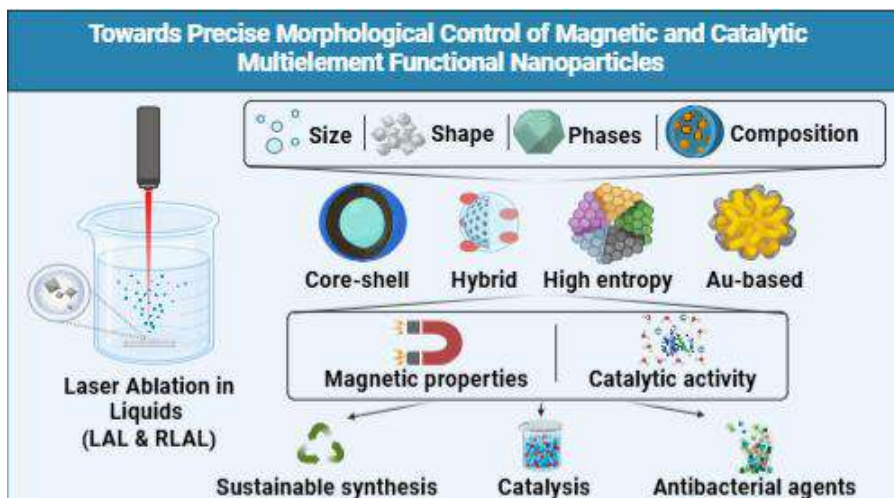 Towards Precise Morphological Control of Magnetic and Catalytic
Multielement Functional Nanoparticles
Size
Shape
Phases
Composition
Core-shell
Hybrid
High entropy
Au-based
Magnetic properties
Catalytic activity
Laser Ablation in
Liquids
(LAL & RLAL)
Sustainable synthesis
Catalysis
Antibacterial agents